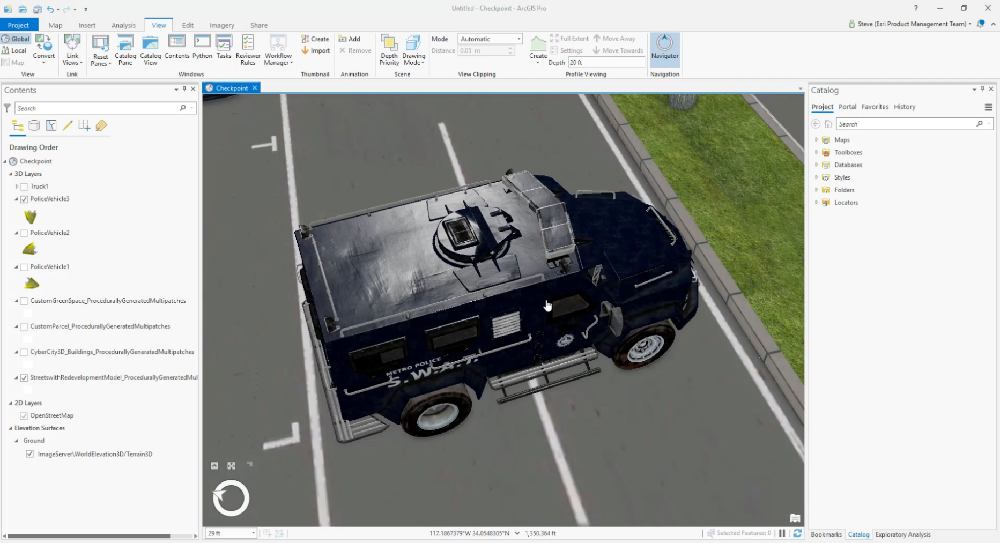 Untitled - Checkpoint - ArcGIS Pro
?
Project Map Insert Analysis View Edit Imagery Share
Steve (Esri Product Management Team)
Global
Local
Map
Convert
View
Link Views
Link
Reset Panes
Catalog Pane
Catalog View
Contents
Python
Tasks
Reviewer Rules
Workflow Manager
Windows
Create
Import
Thumbnail
Add
Remove
Animation
Depth Priority
Drawing Mode
Scene
Mode Automatic
Distance 0.05 m
View Clipping
Create
Full Extent
Settings
Move Away
Move Towards
Depth 20 ft
Profile Viewing
Navigator
Navigation
Contents
Search
Drawing Order
Checkpoint
3D Layers
Truck1
PoliceVehicle3
PoliceVehicle2
PoliceVehicle1
CustomGreenSpace_ProcedurallyGeneratedMultipatches
CustomParcel_ProcedurallyGeneratedMultipatches
CyberCity3D_Buildings_ProcedurallyGeneratedMultipatches
StreetswithRedevelopmentModel_ProcedurallyGeneratedMul
2D Layers
OpenStreetMap
Elevation Surfaces
Ground
ImageServer\WorldElevation3D/Terrain3D
Checkpoint
METRO POLICE
S.W.A.T.
29 ft
117.1867379°W 34.0548305°N
1,350.364 ft
Selected Features: 0
Catalog
Project Portal Favorites History
Search
Maps
Toolboxes
Databases
Styles
Folders
Locators
Bookmarks Catalog Exploratory Analysis